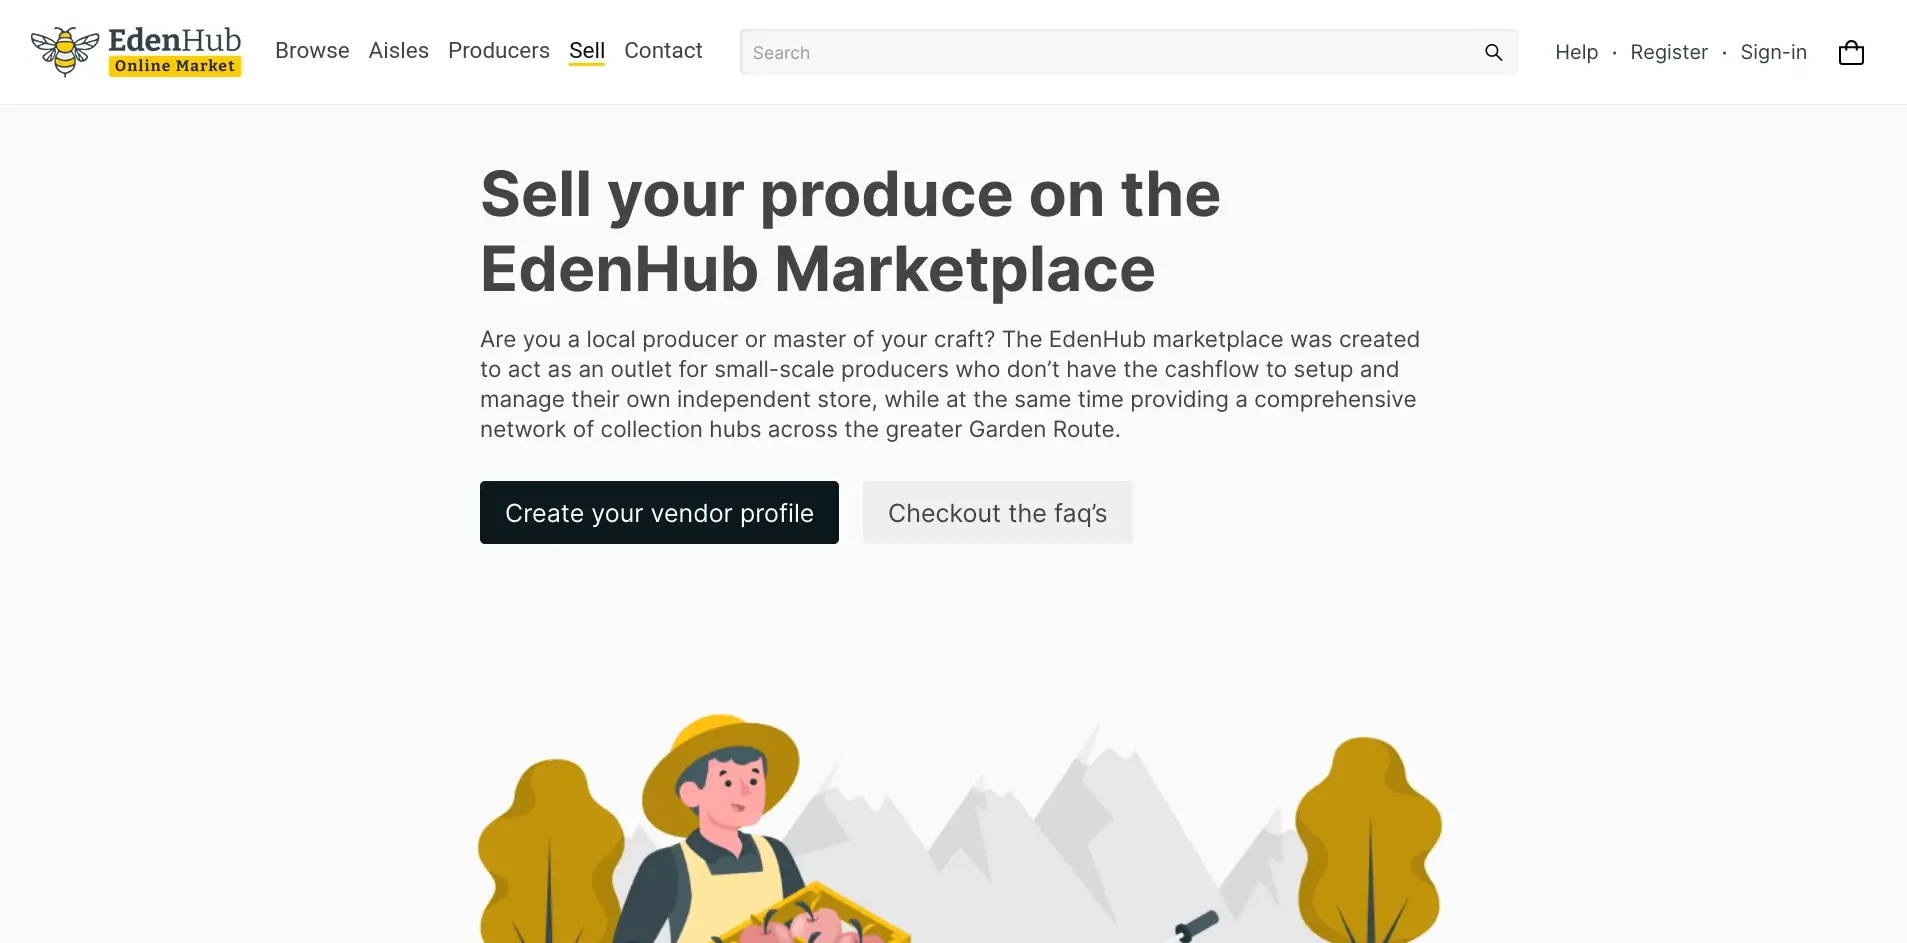 EdenHub
Online Market
Browse Aisles Producers Sell Contact
Search
Help · Register · Sign-in
Sell your produce on the
EdenHub Marketplace
Are you a local producer or master of your craft? The EdenHub marketplace was created
to act as an outlet for small-scale producers who don’t have the cashflow to setup and
manage their own independent store, while at the same time providing a comprehensive
network of collection hubs across the greater Garden Route.
Create your vendor profile
Checkout the faq’s